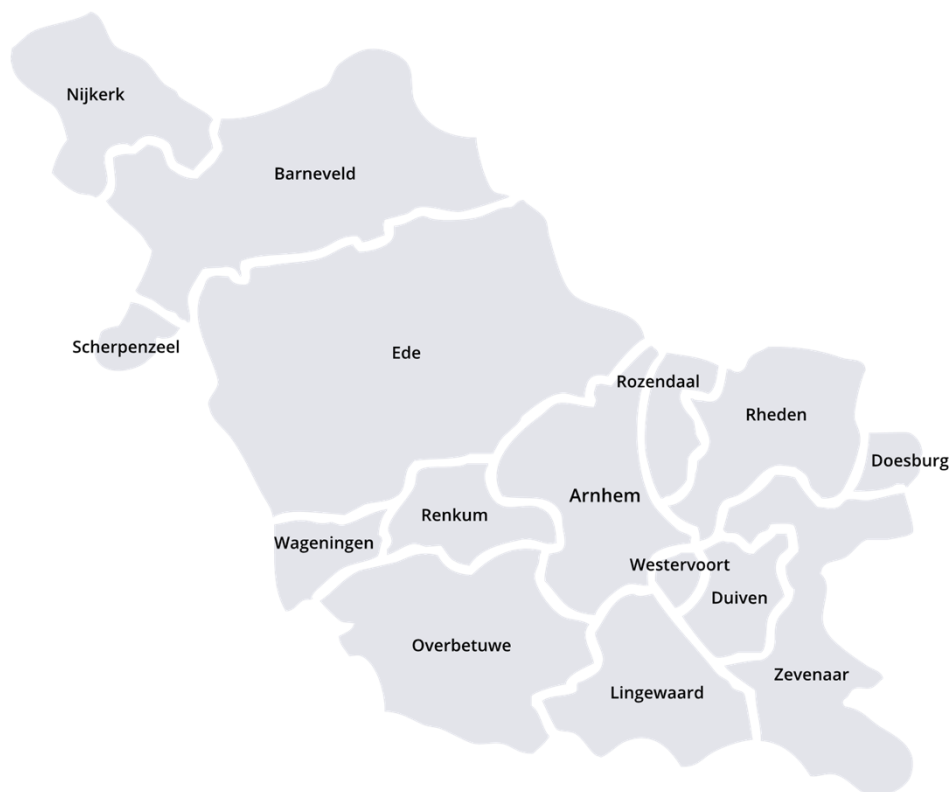 Nijkerk
Barneveld
Scherpenzeel
Ede
Rozendaal
Rheden
Doesburg
Arnhem
Renkum
Wageningen
Westervoort
Duiven
Overbetuwe
Zevenaar
Lingewaard